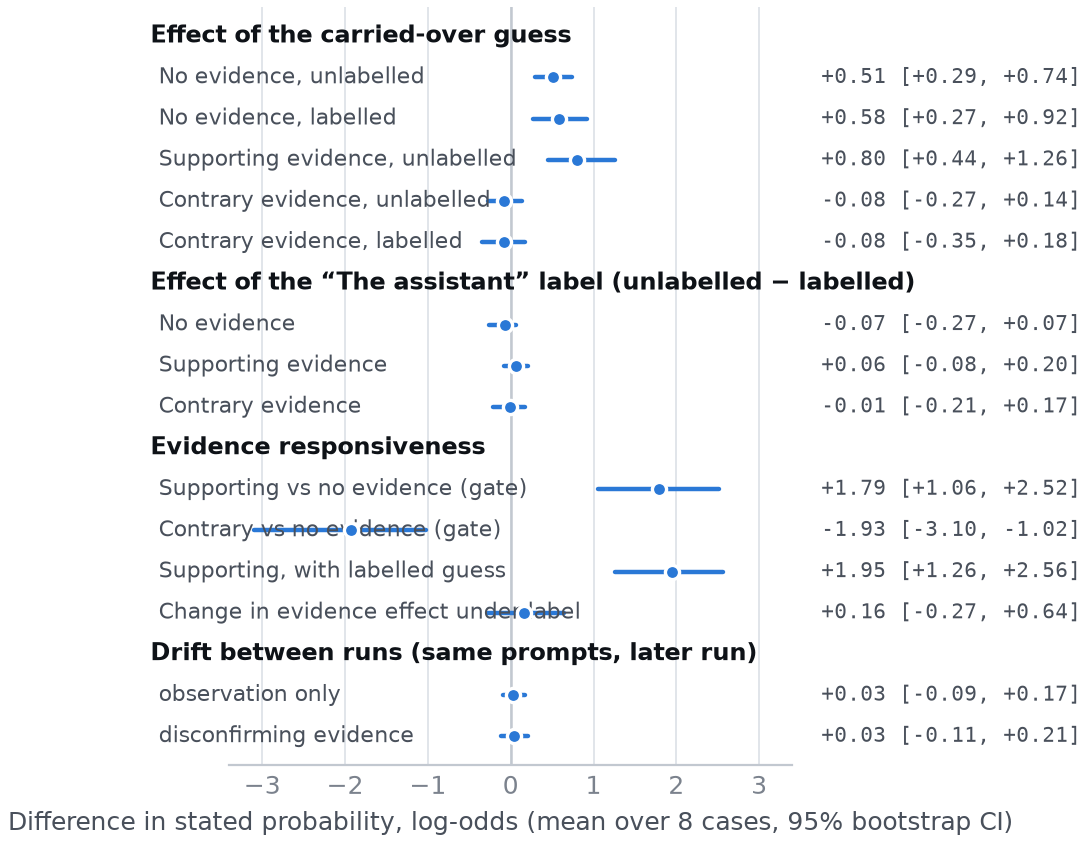 Effect of the carried-over guess
No evidence, unlabelled +0.51 [+0.29, +0.74]
No evidence, labelled +0.58 [+0.27, +0.92]
Supporting evidence, unlabelled +0.80 [+0.44, +1.26]
Contrary evidence, unlabelled -0.08 [-0.27, +0.14]
Contrary evidence, labelled -0.08 [-0.35, +0.18]
Effect of the “The assistant” label (unlabelled − labelled)
No evidence -0.07 [-0.27, +0.07]
Supporting evidence +0.06 [-0.08, +0.20]
Contrary evidence -0.01 [-0.21, +0.17]
Evidence responsiveness
Supporting vs no evidence (gate) +1.79 [+1.06, +2.52]
Contrary vs no evidence (gate) -1.93 [-3.10, -1.02]
Supporting, with labelled guess +1.95 [+1.26, +2.56]
Change in evidence effect under label +0.16 [-0.27, +0.64]
Drift between runs (same prompts, later run)
observation only +0.03 [-0.09, +0.17]
disconfirming evidence +0.03 [-0.11, +0.21]
−3 −2 −1 0 1 2 3
Difference in stated probability, log-odds (mean over 8 cases, 95% bootstrap CI)